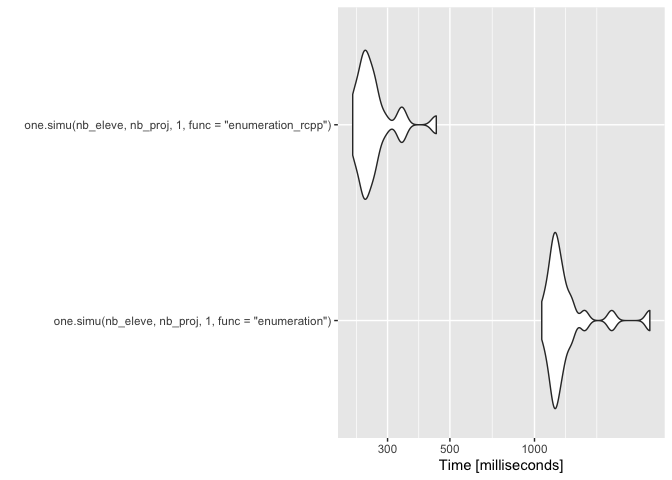 one.simu(nb_eleve, nb_proj, 1, func = "enumeration_rcpp")
one.simu(nb_eleve, nb_proj, 1, func = "enumeration")
300 500 1000
Time [milliseconds]